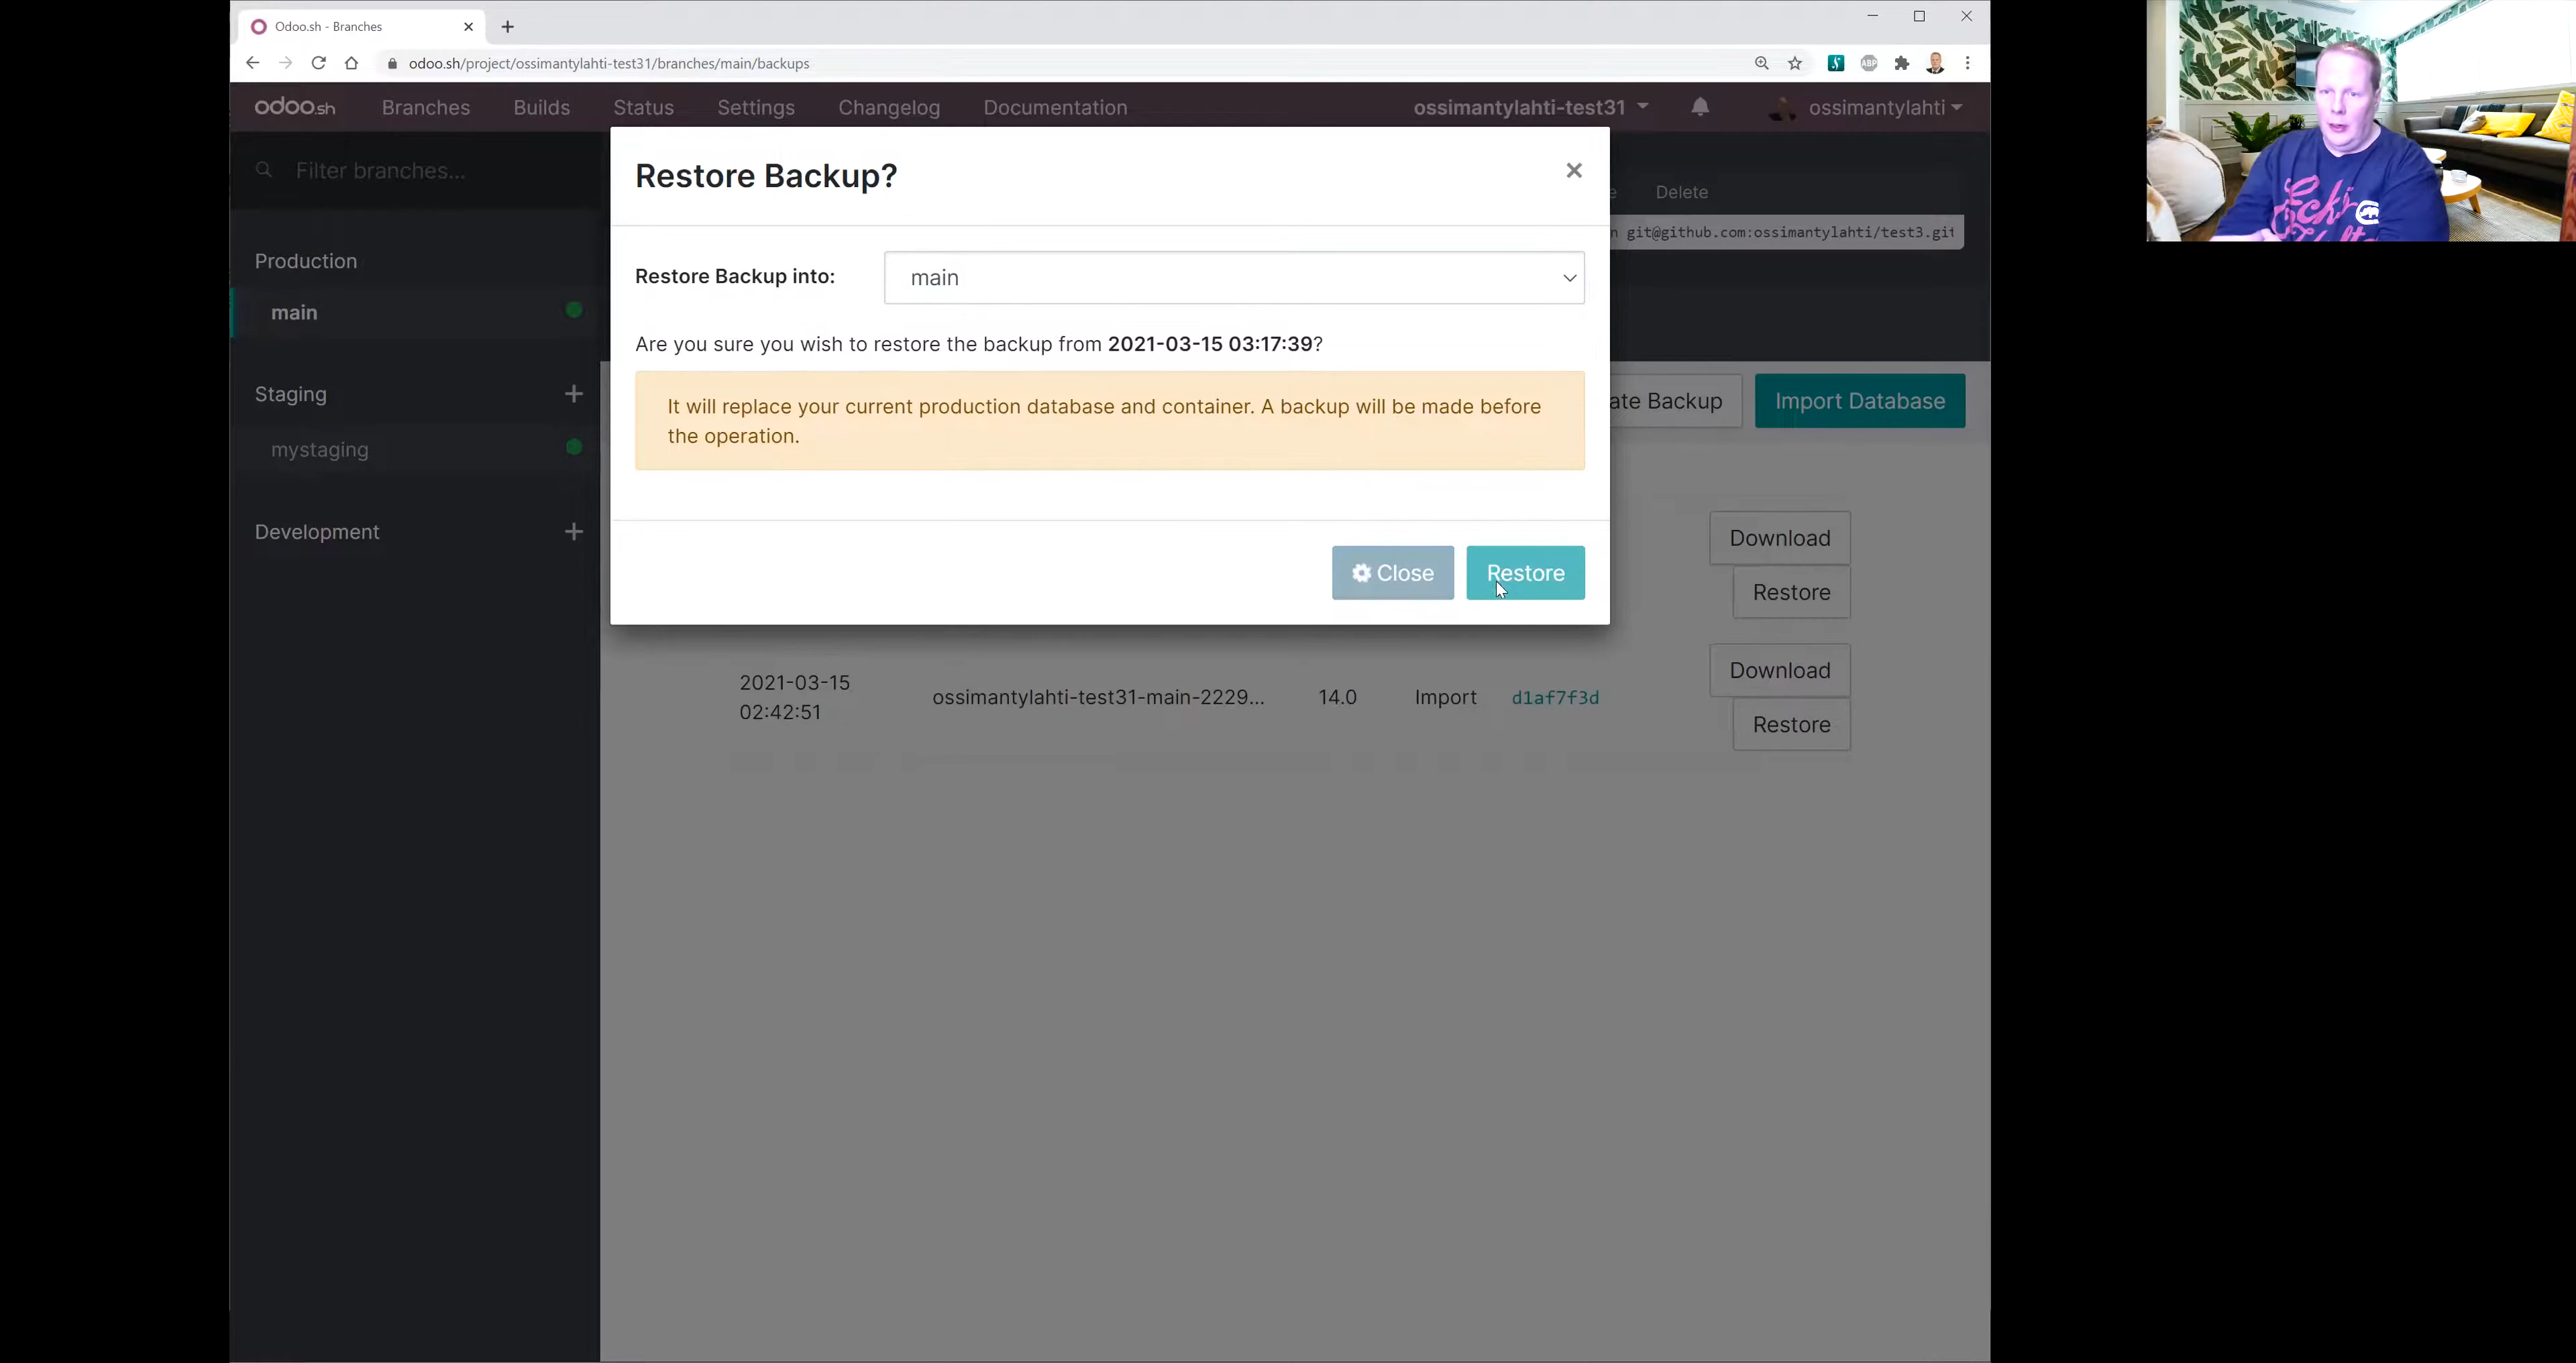 Odoo.sh - Branches
odoo.sh/project/ossimantylahti-test31/branches/main/backups
ABP
odoo.sh Branches Builds Status Settings Changelog Documentation ossimantylahti-test31 ossimantylahti
Filter branches...
Production
main
Staging
mystaging
Development
Restore Backup?
Restore Backup into: main
Are you sure you wish to restore the backup from 2021-03-15 03:17:39?
It will replace your current production database and container. A backup will be made before
the operation.
Close Restore
Delete
git@github.com:ossimantylahti/test3.git
Backup Import Database
Download
Restore
2021-03-15
02:42:51
ossimantylahti-test31-main-2229... 14.0 Import d1af7f3d
Download
Restore